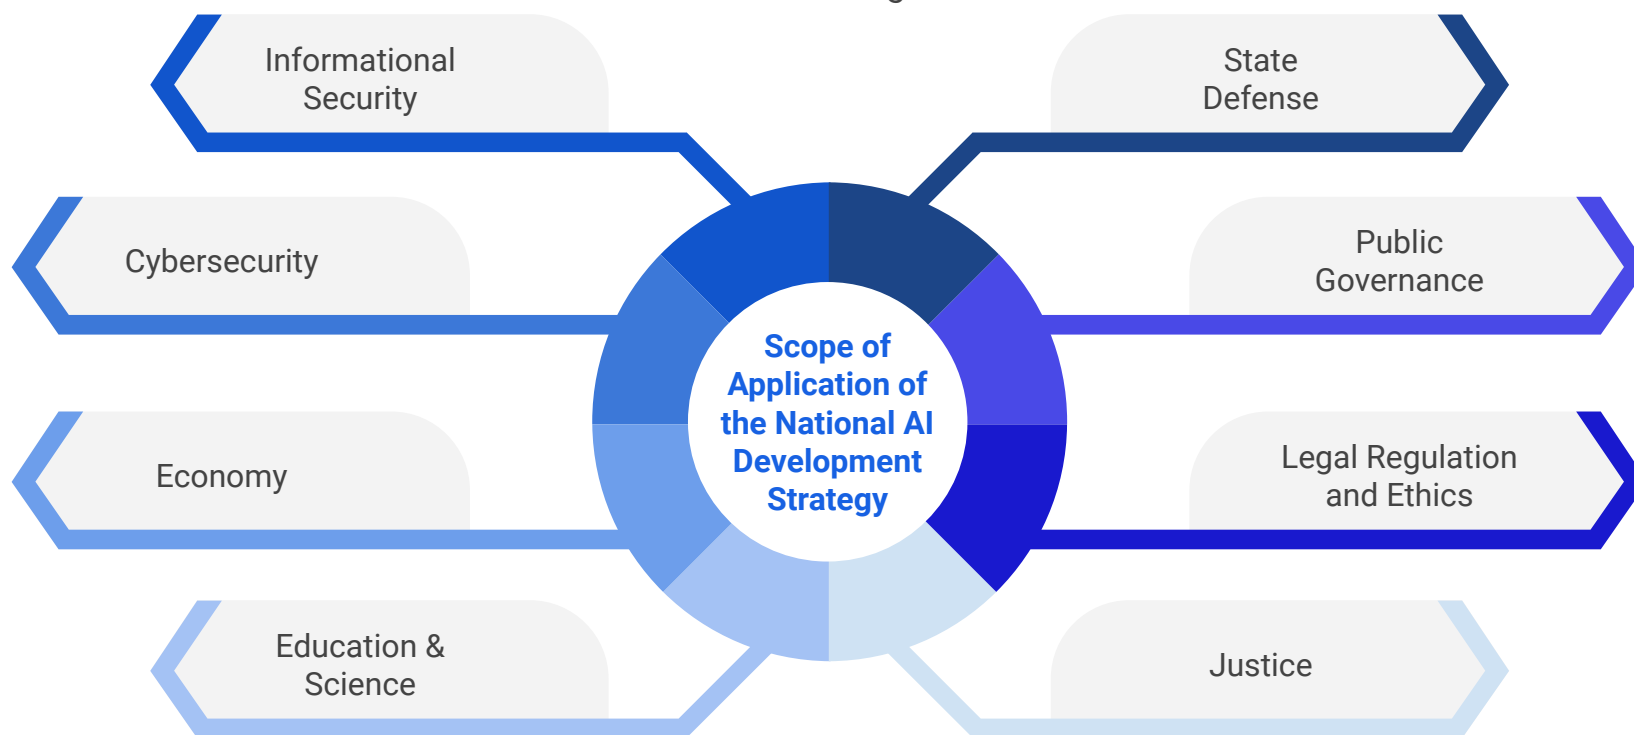 Informational
Security
State
Defense
Cybersecurity
Public
Governance
Scope of
Application of
the National AI
Development
Strategy
Economy
Legal Regulation
and Ethics
Education &
Science
Justice